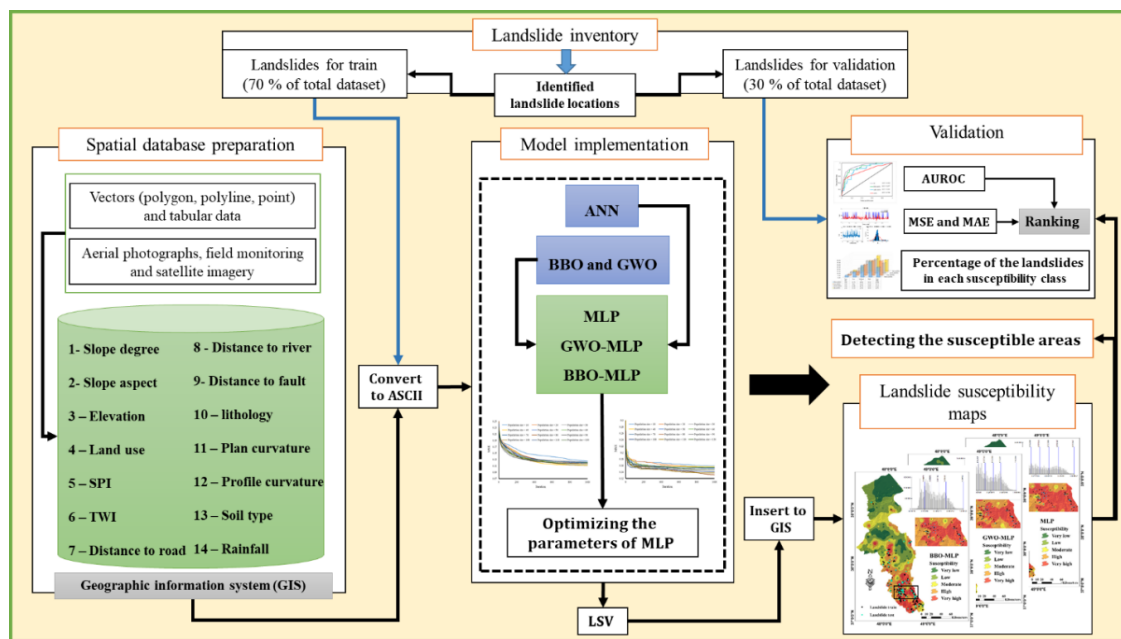 Landslide inventory
Landslides for train
(70 % of total dataset)
Identified
landslide locations
Landslides for validation
(30 % of total dataset)
Spatial database preparation
Vectors (polygon, polyline, point)
and tabular data
Aerial photographs, field monitoring
and satellite imagery
1- Slope degree
2- Slope aspect
3 – Elevation
4 – Land use
5 – SPI
6 – TWI
7 – Distance to road
8 - Distance to river
9- Distance to fault
10 – lithology
11 – Plan curvature
12 – Profile curvature
13 – Soil type
14 – Rainfall
Geographic information system (GIS)
Convert
to ASCII
Model implementation
ANN
BBO and GWO
MLP
GWO-MLP
BBO-MLP
Optimizing the
parameters of MLP
LSV
Insert to
GIS
Validation
AUROC
MSE and MAE
Ranking
Percentage of the landslides
in each susceptibility class
Detecting the susceptible areas
Landslide susceptibility
maps
BBO-MLP
Susceptibility
Very low
Low
Moderate
High
Very high
GWO-MLP
Susceptibility
Very low
Low
Moderate
High
Very high
MLP
Susceptibility
Very low
Low
Moderate
High
Very high
Landslide train
Landslide test